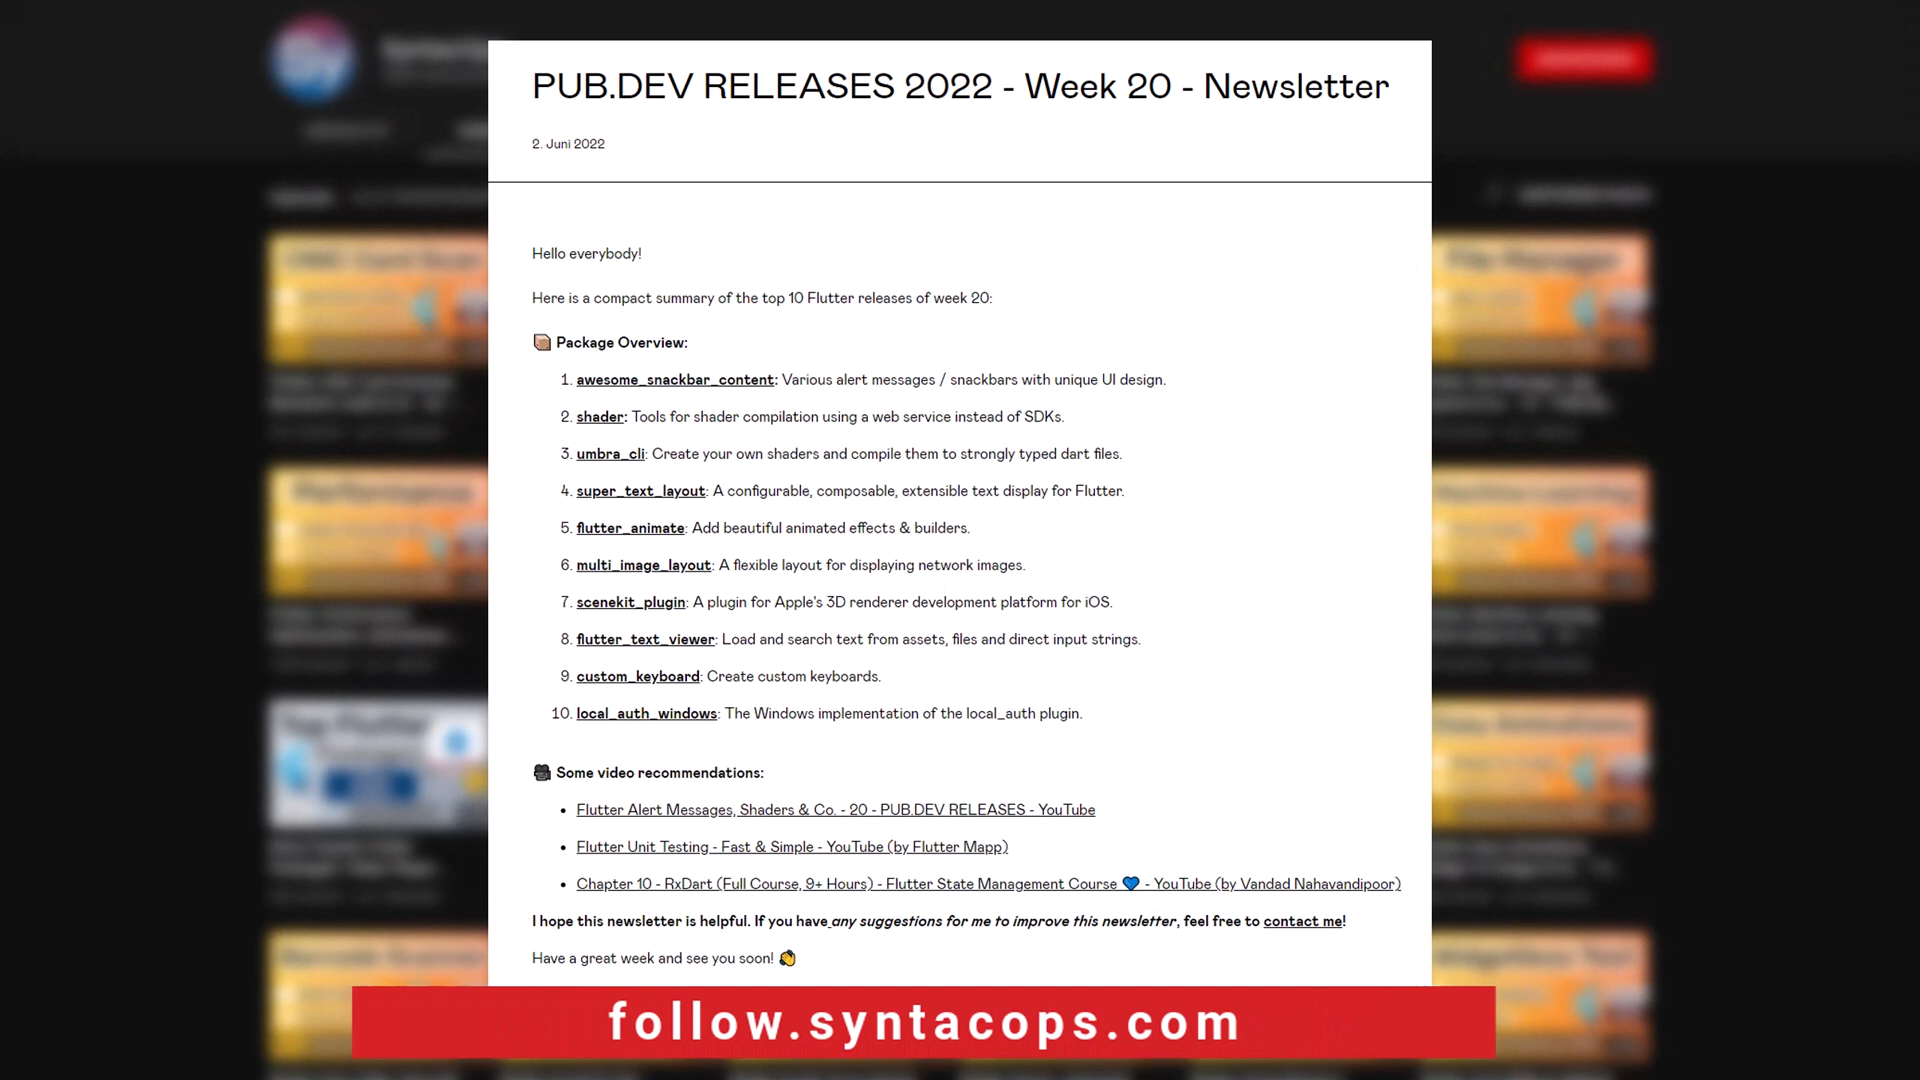 PUB.DEV RELEASES 2022 - Week 20 - Newsletter
2. Juni 2022
Hello everybody!
Here is a compact summary of the top 10 Flutter releases of week 20:
Package Overview:
1. awesome_snackbar_content: Various alert messages / snackbars with unique UI design.
2. shader: Tools for shader compilation using a web service instead of SDKs.
3. umbra_cli: Create your own shaders and compile them to strongly typed dart files.
4. super_text_layout: A configurable, composable, extensible text display for Flutter.
5. flutter_animate: Add beautiful animated effects & builders.
6. multi_image_layout: A flexible layout for displaying network images.
7. scenekit_plugin: A plugin for Apple's 3D renderer development platform for iOS.
8. flutter_text_viewer: Load and search text from assets, files and direct input strings.
9. custom_keyboard: Create custom keyboards.
10. local_auth_windows: The Windows implementation of the local_auth plugin.
Some video recommendations:
• Flutter Alert Messages, Shaders & Co. - 20 - PUB.DEV RELEASES - YouTube
• Flutter Unit Testing - Fast & Simple - YouTube (by Flutter Mapp)
• Chapter 10 - RxDart (Full Course, 9+ Hours) - Flutter State Management Course 💙 - YouTube (by Vandad Nahavandipoor)
I hope this newsletter is helpful. If you have any suggestions for me to improve this newsletter, feel free to contact me!
Have a great week and see you soon! 👋
follow.syntacops.com
File Manager
Performance